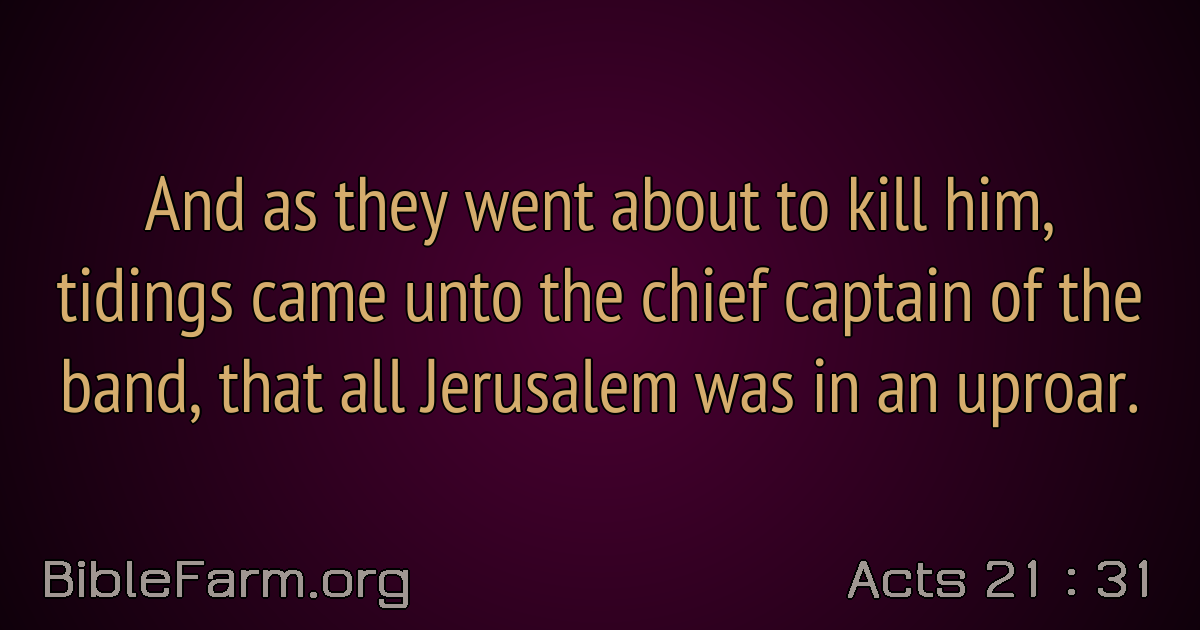 And as they went about to kill him,
tidings came unto the chief captain of the
band, that all Jerusalem was in an uproar.
BibleFarm.org
Acts 21 : 31